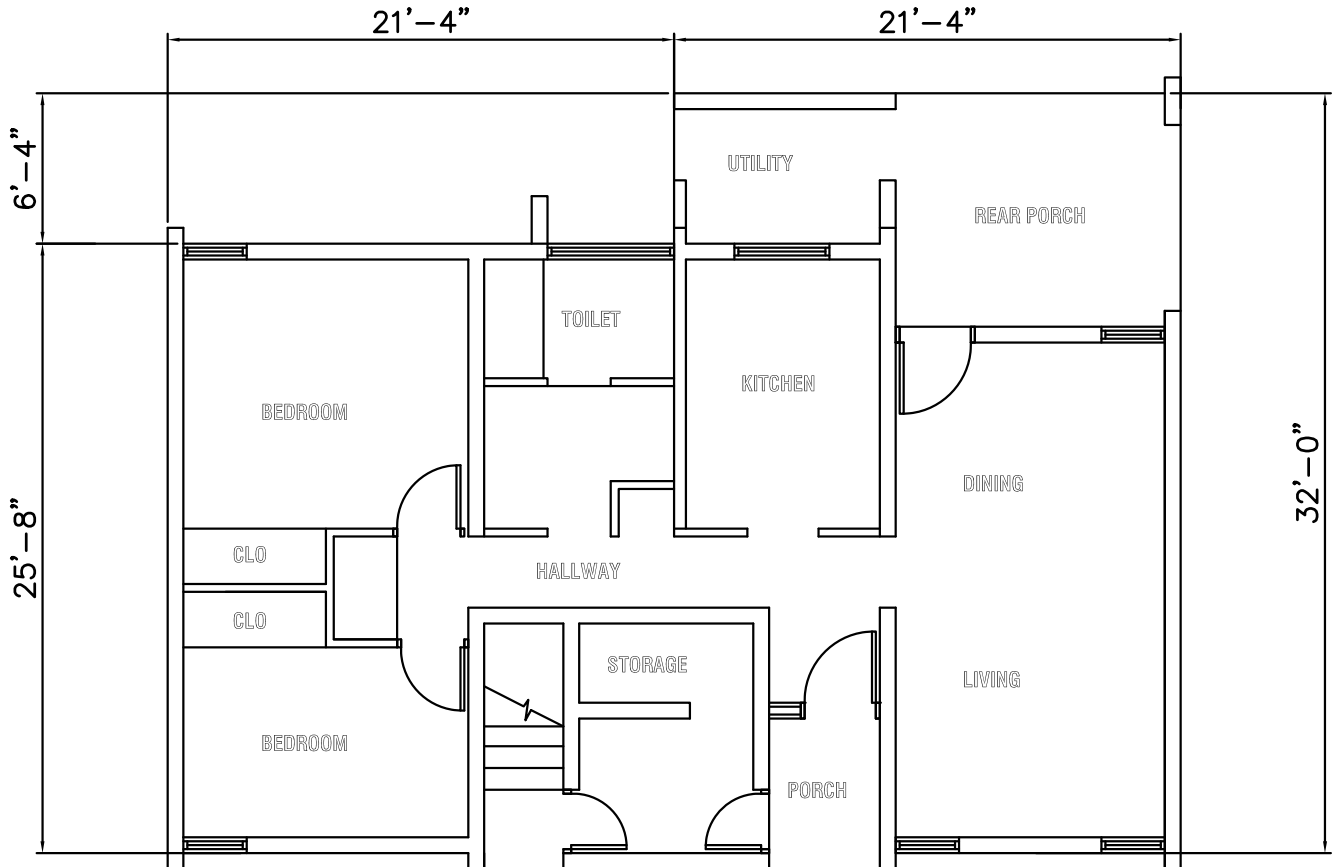 21’–4”
21’–4”
6’–4”
UTILITY
REAR PORCH
TOILET
KITCHEN
BEDROOM
DINING
32’–0”
25’–8”
CLO
HALLWAY
CLO
STORAGE
LIVING
BEDROOM
PORCH